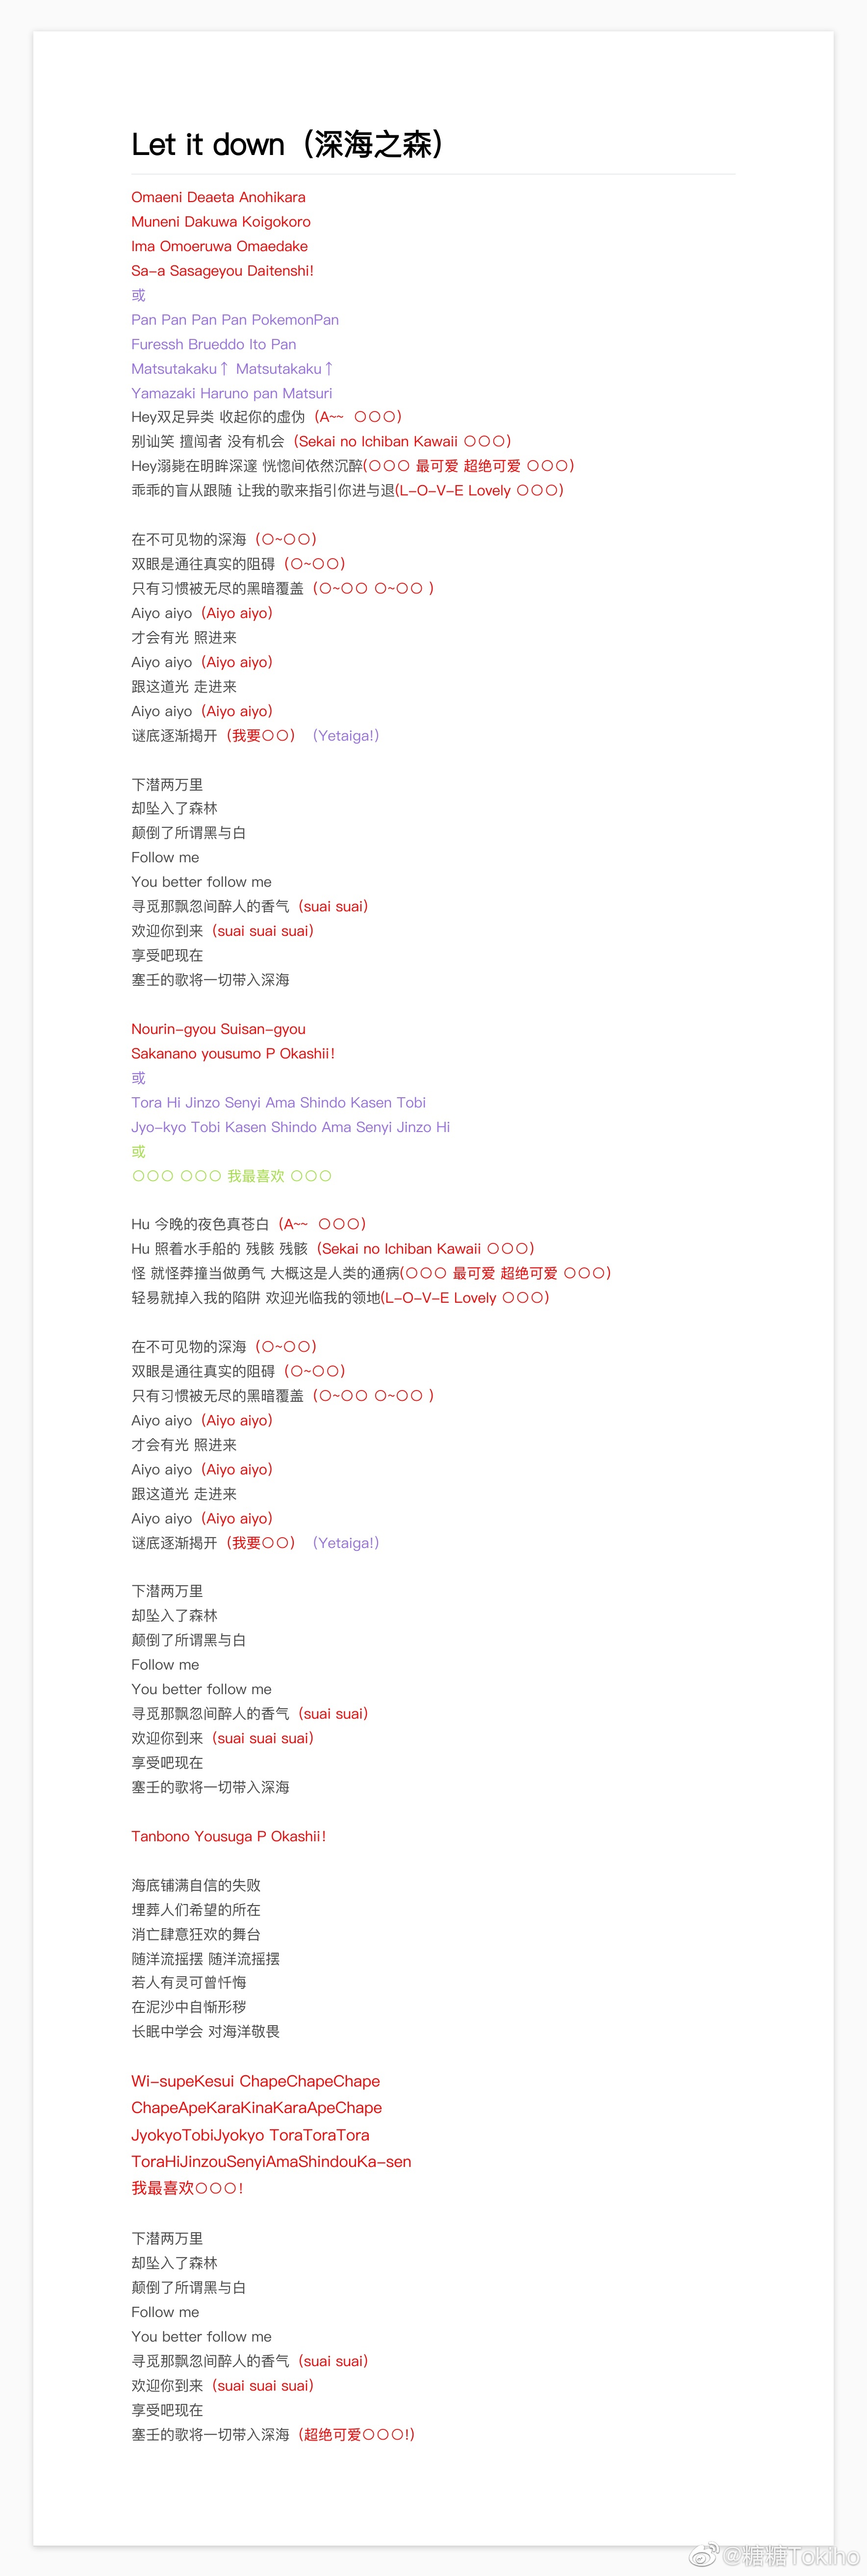 Let it down（深海之森）
Omaeni Deaeta Anohikara
Muneni Dakuwa Koigokoro
Ima Omoeruwa Omaedake
Sa-a Sasageyou Daitenshi!
或
Pan Pan Pan Pan PokemonPan
Furessh Brueddo Ito Pan
Matsutakaku↑ Matsutakaku↑
Yamazaki Haruno pan Matsuri
Hey双足异类 收起你的虚伪（A~~ 〇〇〇）
别讪笑 擅闯者 没有机会（Sekai no Ichiban Kawaii 〇〇〇）
Hey溺毙在明眸深邃 恍惚间依然沉醉(〇〇〇 最可爱 超绝可爱 〇〇〇)
乖乖的盲从跟随 让我的歌来指引你进与退(L-O-V-E Lovely 〇〇〇)
在不可见物的深海（〇~〇〇）
双眼是通往真实的阻碍（〇~〇〇）
只有习惯被无尽的黑暗覆盖（〇~〇〇 〇~〇〇 ）
Aiyo aiyo（Aiyo aiyo）
才会有光 照进来
Aiyo aiyo（Aiyo aiyo）
跟这道光 走进来
Aiyo aiyo（Aiyo aiyo）
谜底逐渐揭开（我要〇〇）（Yetaiga!）
下潜两万里
却坠入了森林
颠倒了所谓黑与白
Follow me
You better follow me
寻觅那飘忽间醉人的香气（suai suai）
欢迎你到来（suai suai suai）
享受吧现在
塞壬的歌将一切带入深海
Nourin-gyou Suisan-gyou
Sakanano yousumo P Okashii!
或
Tora Hi Jinzo Senyi Ama Shindo Kasen Tobi
Jyo-kyo Tobi Kasen Shindo Ama Senyi Jinzo Hi
或
〇〇〇 〇〇〇 我最喜欢 〇〇〇
Hu 今晚的夜色真苍白（A~~ 〇〇〇）
Hu 照着水手船的 残骸 残骸（Sekai no Ichiban Kawaii 〇〇〇）
怪 就怪莽撞当做勇气 大概这是人类的通病(〇〇〇 最可爱 超绝可爱 〇〇〇)
轻易就掉入我的陷阱 欢迎光临我的领地(L-O-V-E Lovely 〇〇〇)
在不可见物的深海（〇~〇〇）
双眼是通往真实的阻碍（〇~〇〇）
只有习惯被无尽的黑暗覆盖（〇~〇〇 〇~〇〇 ）
Aiyo aiyo（Aiyo aiyo）
才会有光 照进来
Aiyo aiyo（Aiyo aiyo）
跟这道光 走进来
Aiyo aiyo（Aiyo aiyo）
谜底逐渐揭开（我要〇〇）（Yetaiga!）
下潜两万里
却坠入了森林
颠倒了所谓黑与白
Follow me
You better follow me
寻觅那飘忽间醉人的香气（suai suai）
欢迎你到来（suai suai suai）
享受吧现在
塞壬的歌将一切带入深海
Tanbono Yousuga P Okashii!
海底铺满自信的失败
埋葬人们希望的所在
消亡肆意狂欢的舞台
随洋流摇摆 随洋流摇摆
若人有灵可曾忏悔
在泥沙中自惭形秽
长眠中学会 对海洋敬畏
Wi-supeKesui ChapeChapeChape
ChapeApeKaraKinaKaraApeChape
JyokyoTobiJyokyo ToraToraTora
ToraHiJinzouSenyiAmaShindouKa-sen
我最喜欢〇〇〇!
下潜两万里
却坠入了森林
颠倒了所谓黑与白
Follow me
You better follow me
寻觅那飘忽间醉人的香气（suai suai）
欢迎你到来（suai suai suai）
享受吧现在
塞壬的歌将一切带入深海（超绝可爱〇〇〇!）
@糖糖Tokiho